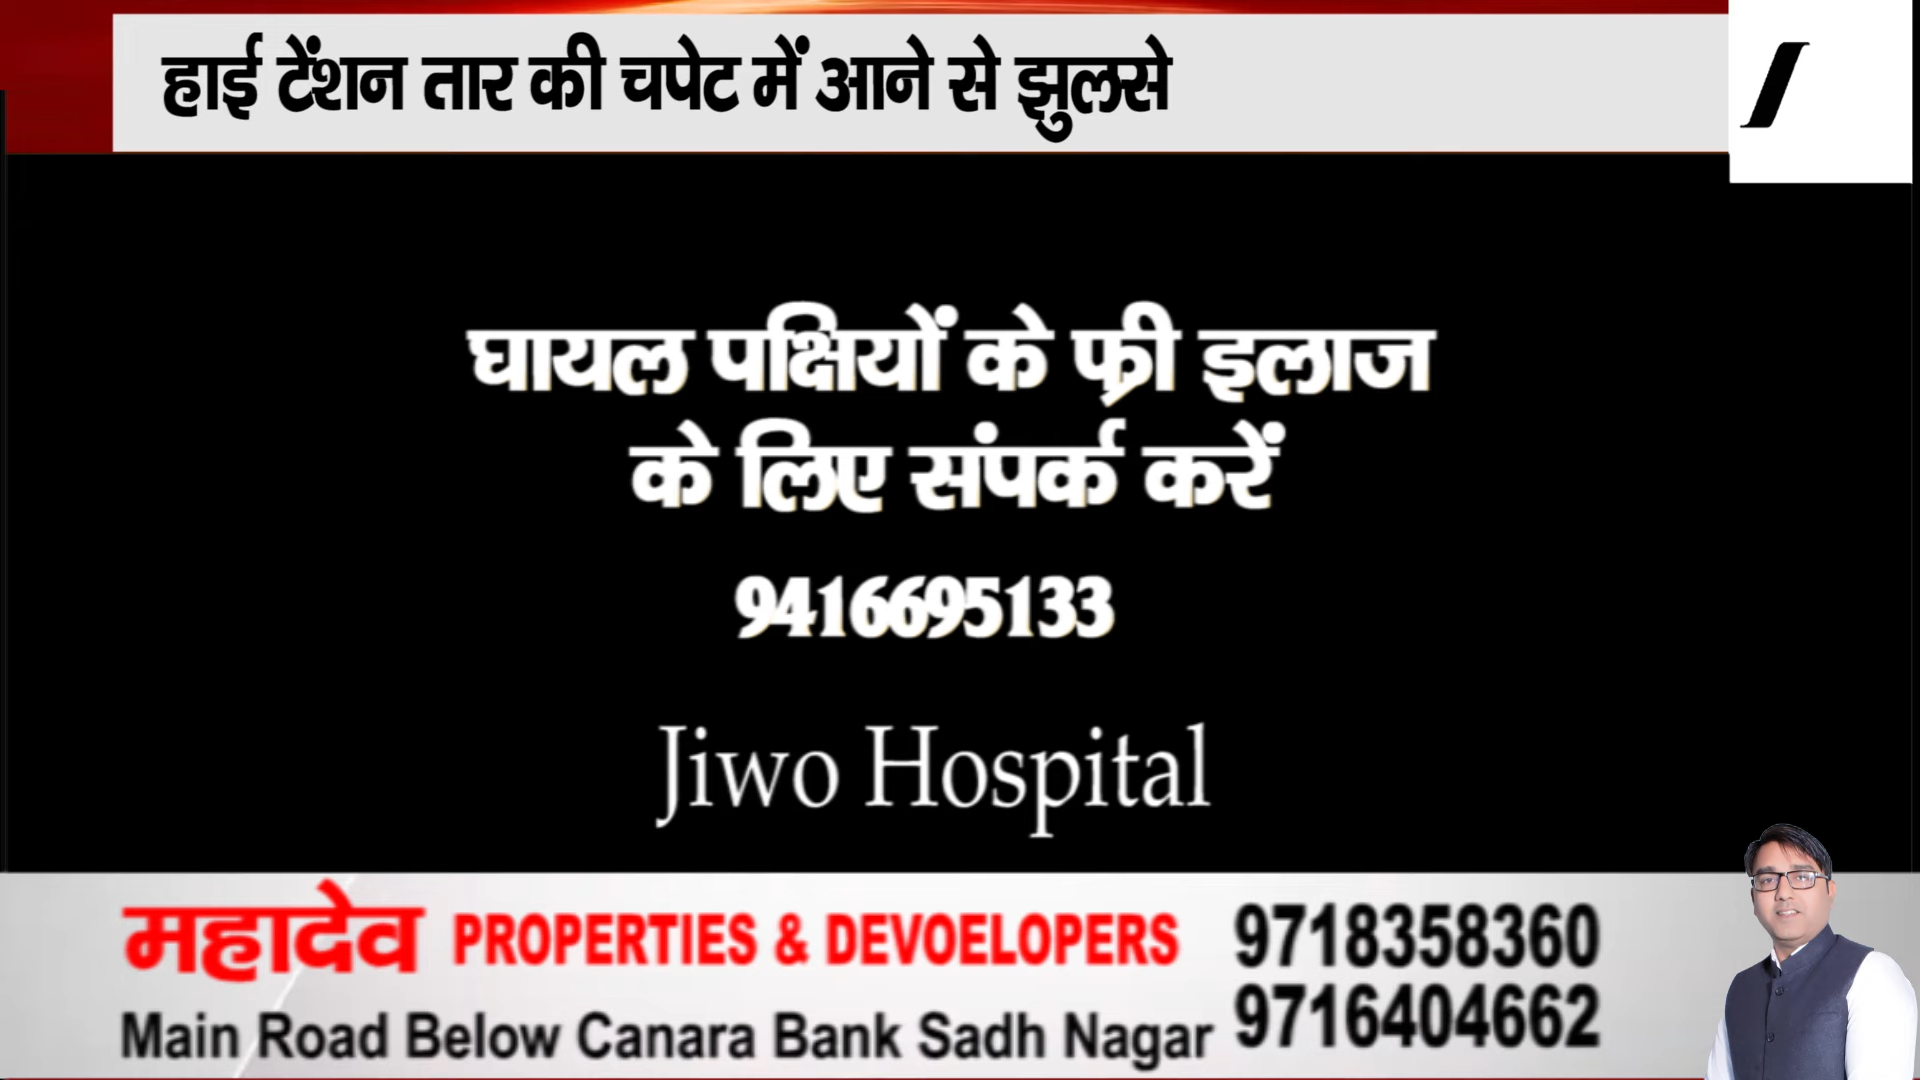 हाई टेंशन तार की चपेट में आने से झुलसे
घायल पक्षियों के फ्री इलाज
के लिए संपर्क करें
9416695133
Jiwo Hospital
महादेव PROPERTIES & DEVOELOPERS
Main Road Below Canara Bank Sadh Nagar
9718358360
9716404662